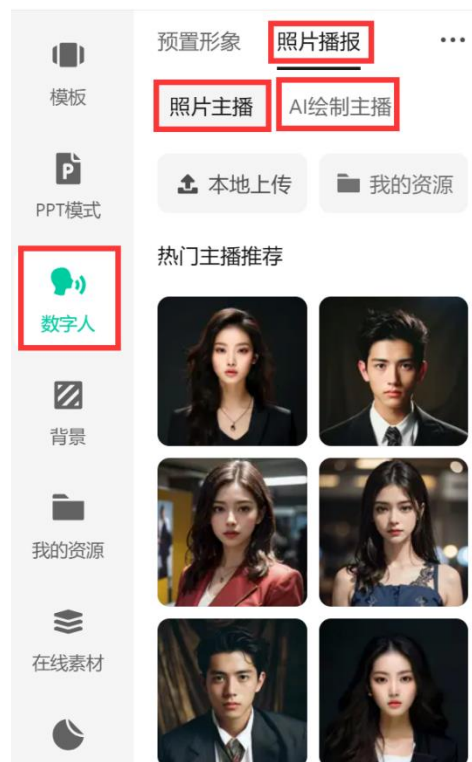 预置形象 照片播报 •••
模板
照片主播 AI绘制主播
P
本地上传 我的资源
PPT模式
热门主播推荐
数字人
背景
我的资源
在线素材